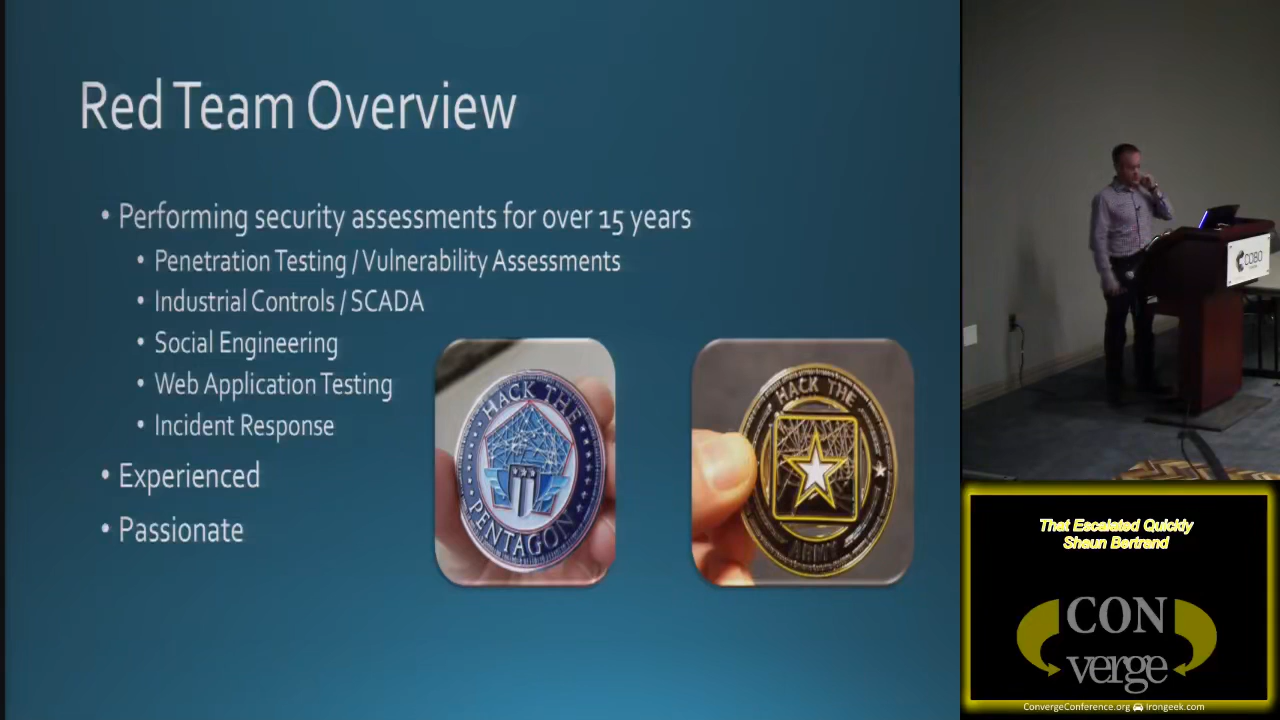 Red Team Overview
• Performing security assessments for over 15 years
• Penetration Testing / Vulnerability Assessments
• Industrial Controls / SCADA
• Social Engineering
• Web Application Testing
• Incident Response
• Experienced
• Passionate
HACK THE
PENTAGON
HACK THE
ARMY
COBO
That Escalated Quickly
Shaun Bertrand
CON
verge
ConvergeConference.org Irongeek.com